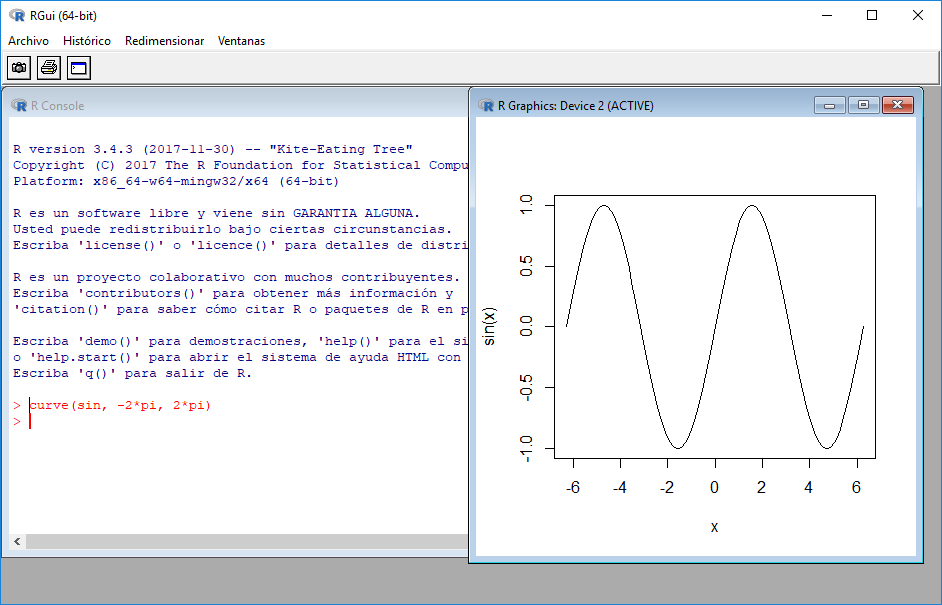 RGui (64-bit)
Archivo Histórico Redimensionar Ventanas
R Console
R version 3.4.3 (2017-11-30) -- "Kite-Eating Tree"
Copyright (C) 2017 The R Foundation for Statistical Compu
Platform: x86_64-w64-mingw32/x64 (64-bit)
R es un software libre y viene sin GARANTIA ALGUNA.
Usted puede redistribuirlo bajo ciertas circunstancias.
Escriba 'license()' o 'licence()' para detalles de distri
R es un proyecto colaborativo con muchos contribuyentes.
Escriba 'contributors()' para obtener más información y
'citation()' para saber cómo citar R o paquetes de R en p
Escriba 'demo()' para demostraciones, 'help()' para el si
o 'help.start()' para abrir el sistema de ayuda HTML con
Escriba 'q()' para salir de R.
> curve(sin, -2*pi, 2*pi)
>
R Graphics: Device 2 (ACTIVE)
1.0
0.5
0.0
-0.5
-1.0
sin(x)
-6 -4 -2 0 2 4 6
x